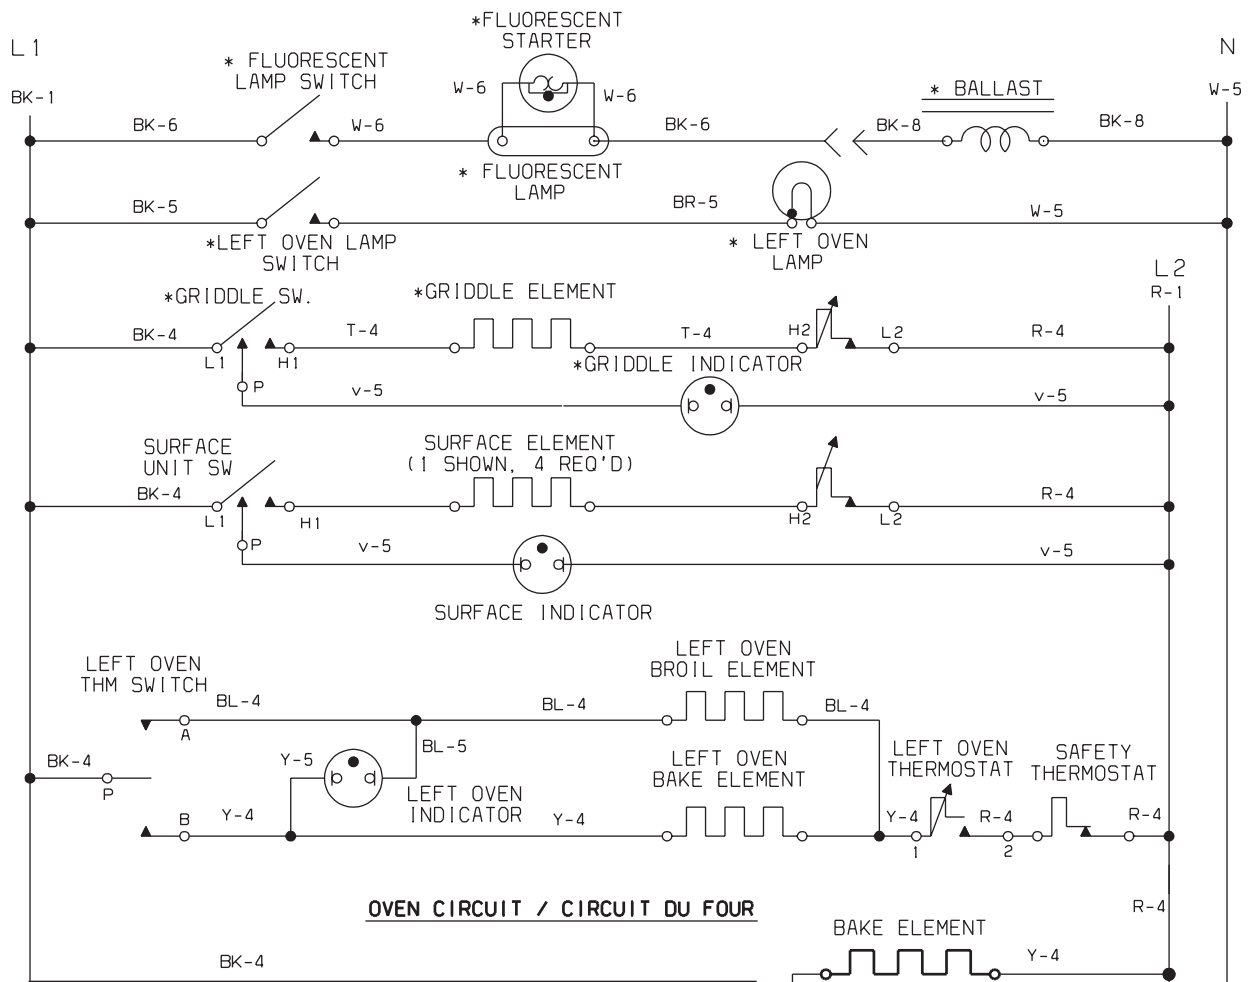 *FLUORESCENT
STARTER
L1
N
* FLUORESCENT
LAMP SWITCH
BK-1
W-6
W-6
* BALLAST
W-5
BK-6
W-6
BK-6
BK-8
BK-8
* FLUORESCENT
LAMP
BK-5
BR-5
W-5
*LEFT OVEN LAMP
SWITCH
* LEFT OVEN
LAMP
L2
R-1
*GRIDDLE SW.
*GRIDDLE ELEMENT
BK-4
T-4
T-4
H2
L2
R-4
L1
H1
*GRIDDLE INDICATOR
P
v-5
v-5
SURFACE
UNIT SW
SURFACE ELEMENT
(1 SHOWN, 4 REQ'D)
BK-4
R-4
L1
H1
H2
L2
P
v-5
v-5
SURFACE INDICATOR
LEFT OVEN
THM SWITCH
LEFT OVEN
BROIL ELEMENT
BL-4
BL-4
BL-4
A
BK-4
P
Y-5
BL-5
LEFT OVEN
BAKE ELEMENT
LEFT OVEN
THERMOSTAT
SAFETY
THERMOSTAT
LEFT OVEN
INDICATOR
B
Y-4
Y-4
Y-4
R-4
R-4
1
2
OVEN CIRCUIT / CIRCUIT DU FOUR
R-4
BAKE ELEMENT
BK-4
Y-4